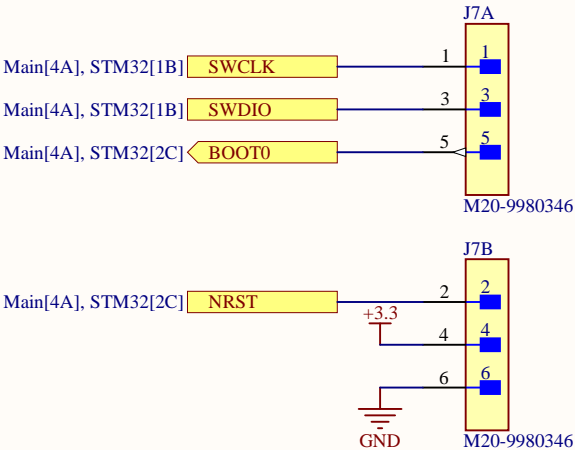 J7A
Main[4A], STM32[1B] SWCLK 1 1
Main[4A], STM32[1B] SWDIO 3 3
Main[4A], STM32[2C] BOOT0 5 5
M20-9980346
J7B
Main[4A], STM32[2C] NRST 2 2
+3.3
4 4
6 6
GND
M20-9980346